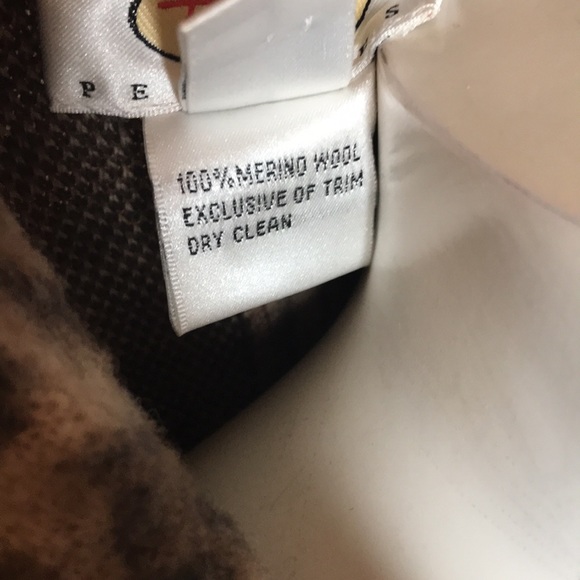 P E S
100% MERINO WOOL
EXCLUSIVE OF TRIM
DRY CLEAN